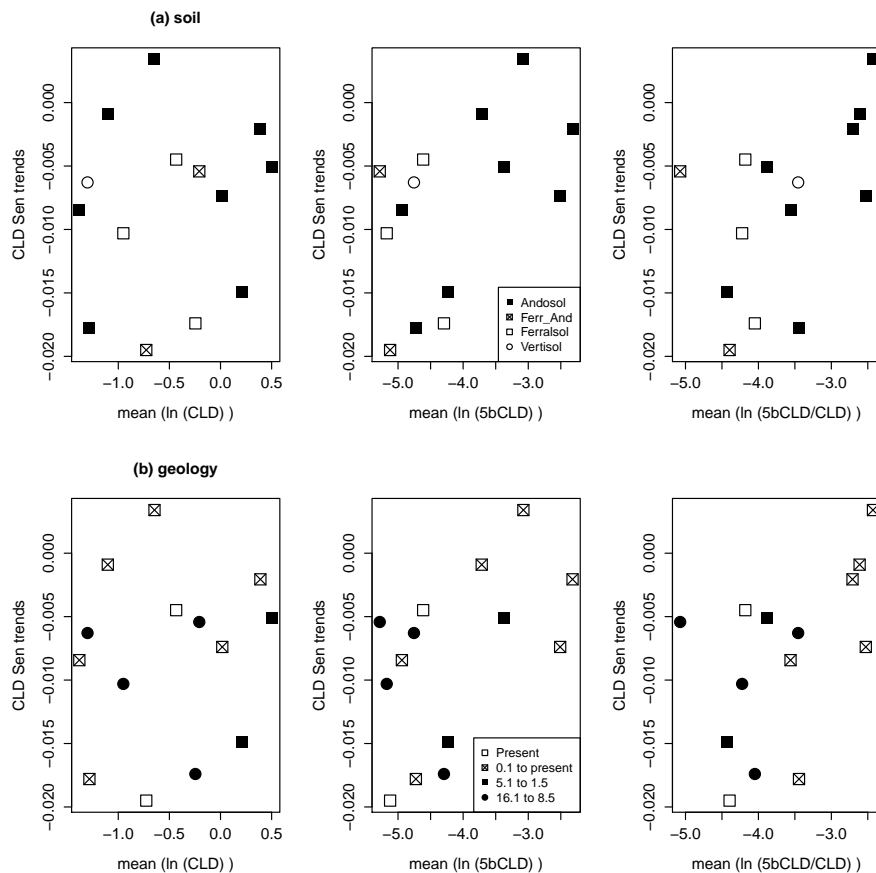 (a) soil
CLD Sen trends
0.000
−0.005
−0.010
−0.015
−0.020
−1.0
0.0
0.5
mean (ln (CLD) )
CLD Sen trends
0.000
−0.005
−0.010
−0.015
−0.020
−5.0
−4.0
−3.0
mean (ln (5bCLD) )
Andosol
Ferr_And
Ferralsol
Vertisol
CLD Sen trends
0.000
−0.005
−0.010
−0.015
−0.020
−5.0
−4.0
−3.0
mean (ln (5bCLD/CLD) )
(b) geology
CLD Sen trends
0.000
−0.005
−0.010
−0.015
−0.020
−1.0
0.0
0.5
mean (ln (CLD) )
CLD Sen trends
0.000
−0.005
−0.010
−0.015
−0.020
−5.0
−4.0
−3.0
mean (ln (5bCLD) )
Present
0.1 to present
5.1 to 1.5
16.1 to 8.5
CLD Sen trends
0.000
−0.005
−0.010
−0.015
−0.020
−5.0
−4.0
−3.0
mean (ln (5bCLD/CLD) )